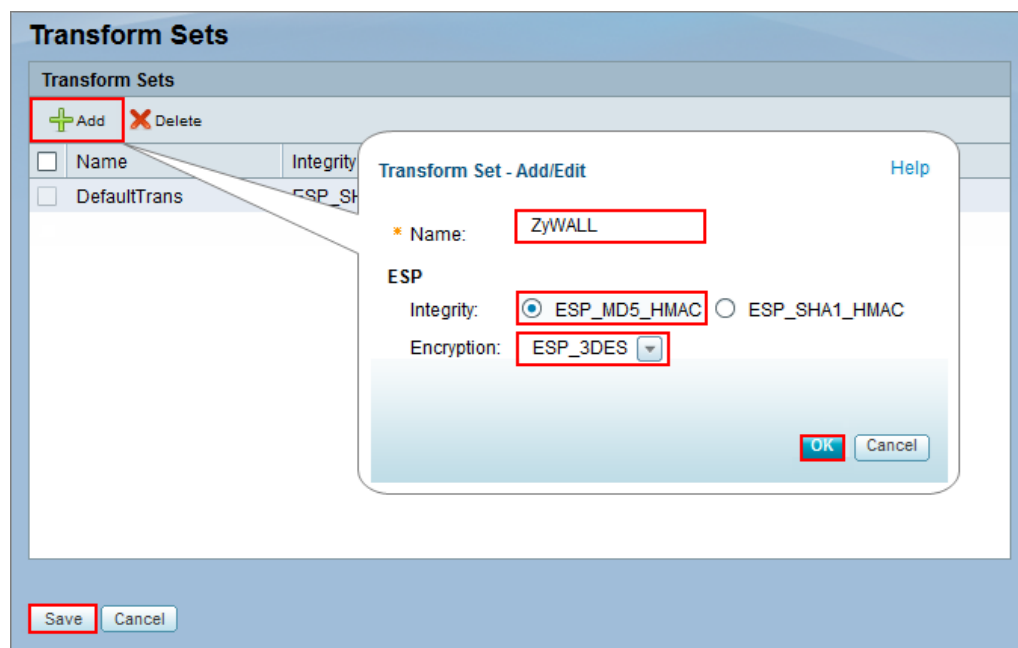 Transform Sets
Transform Sets
Add Delete
Name Integrity
DefaultTrans
Transform Set - Add/Edit Help
* Name: ZyWALL
ESP
Integrity: ESP_MD5_HMAC ESP_SHA1_HMAC
Encryption: ESP_3DES
OK Cancel
Save Cancel